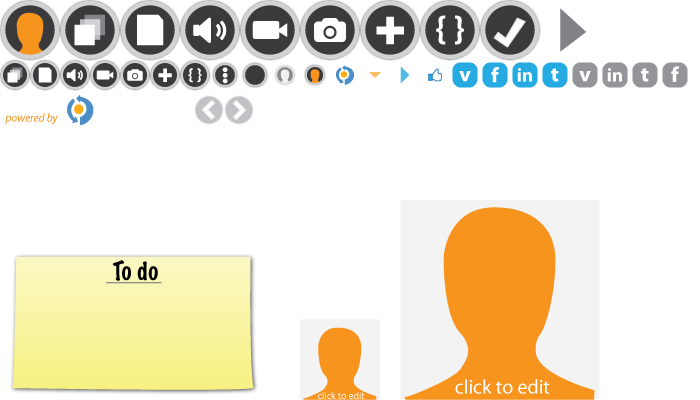 { }
{ }
v f in t v in t f
powered by
To do
click to edit
click to edit